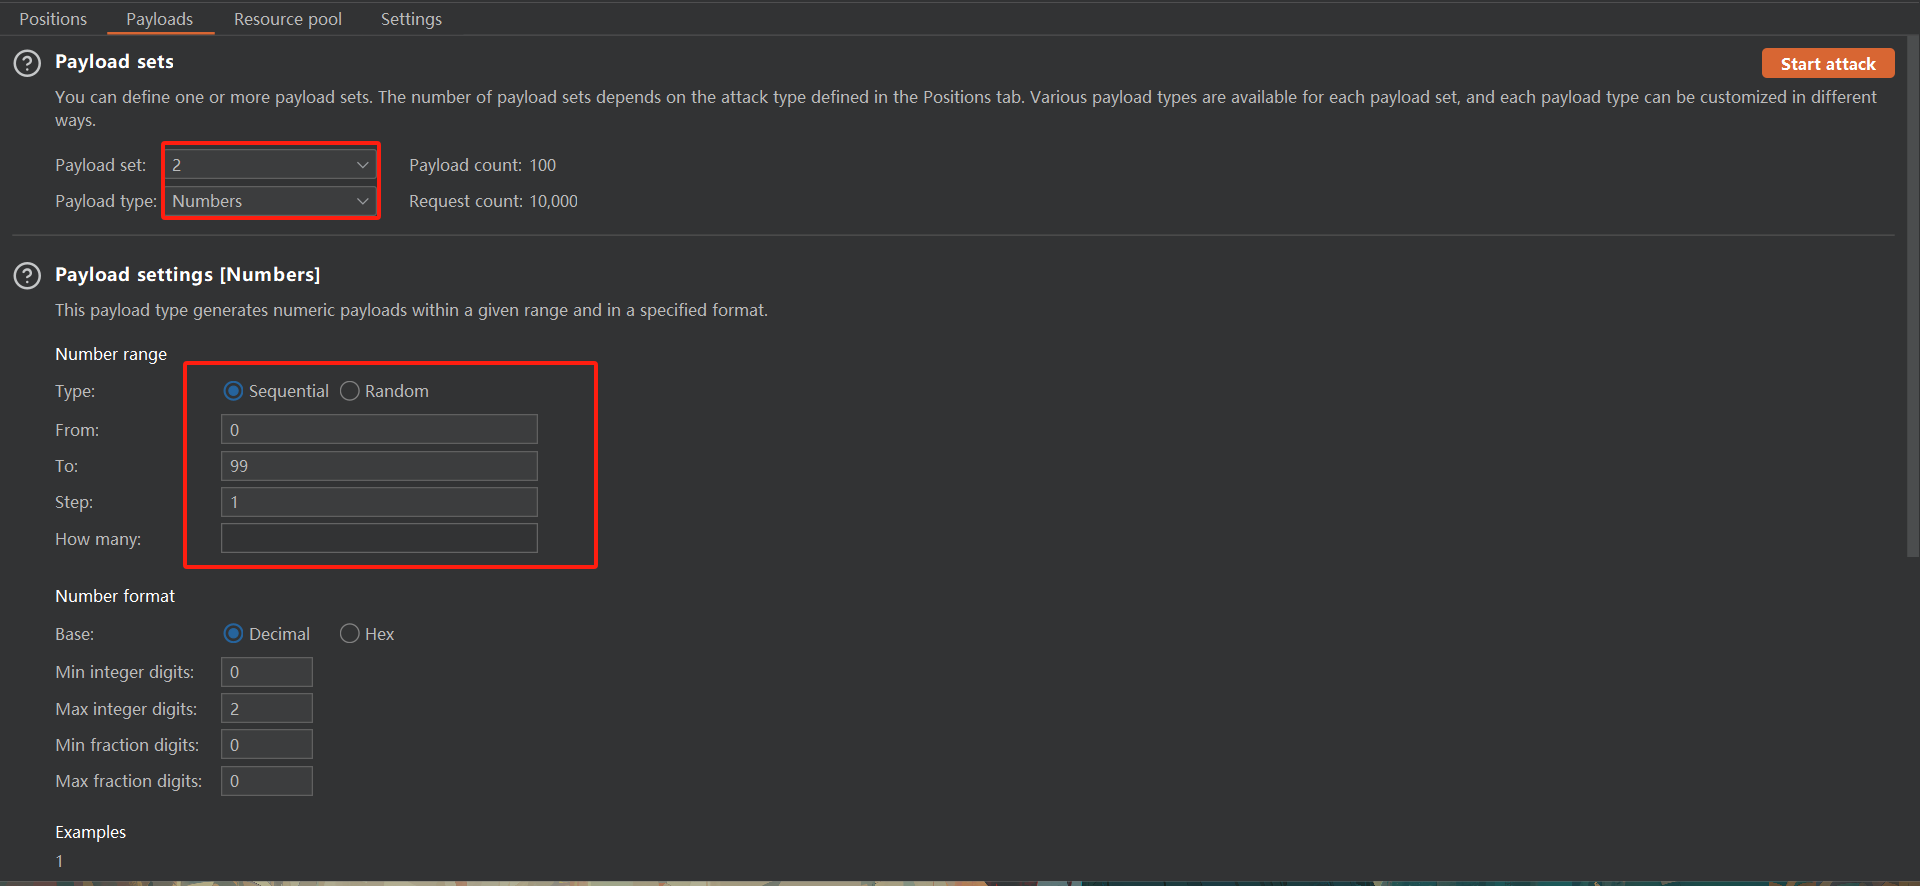 Positions Payloads Resource pool Settings
Payload sets
Start attack
You can define one or more payload sets. The number of payload sets depends on the attack type defined in the Positions tab. Various payload types are available for each payload set, and each payload type can be customized in different
ways.
Payload set: 2 Payload count: 100
Payload type: Numbers Request count: 10,000
Payload settings [Numbers]
This payload type generates numeric payloads within a given range and in a specified format.
Number range
Type: Sequential Random
From: 0
To: 99
Step: 1
How many:
Number format
Base: Decimal Hex
Min integer digits: 0
Max integer digits: 2
Min fraction digits: 0
Max fraction digits: 0
Examples
1